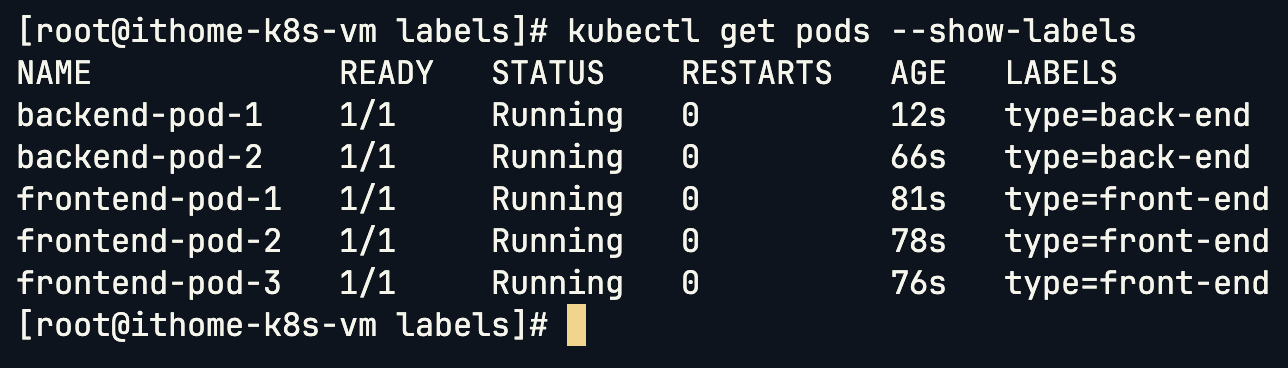 [root@ithome-k8s-vm labels]# kubectl get pods --show-labels
NAME             READY   STATUS    RESTARTS   AGE   LABELS
backend-pod-1    1/1     Running   0          12s   type=back-end
backend-pod-2    1/1     Running   0          66s   type=back-end
frontend-pod-1   1/1     Running   0          81s   type=front-end
frontend-pod-2   1/1     Running   0          78s   type=front-end
frontend-pod-3   1/1     Running   0          76s   type=front-end
[root@ithome-k8s-vm labels]#